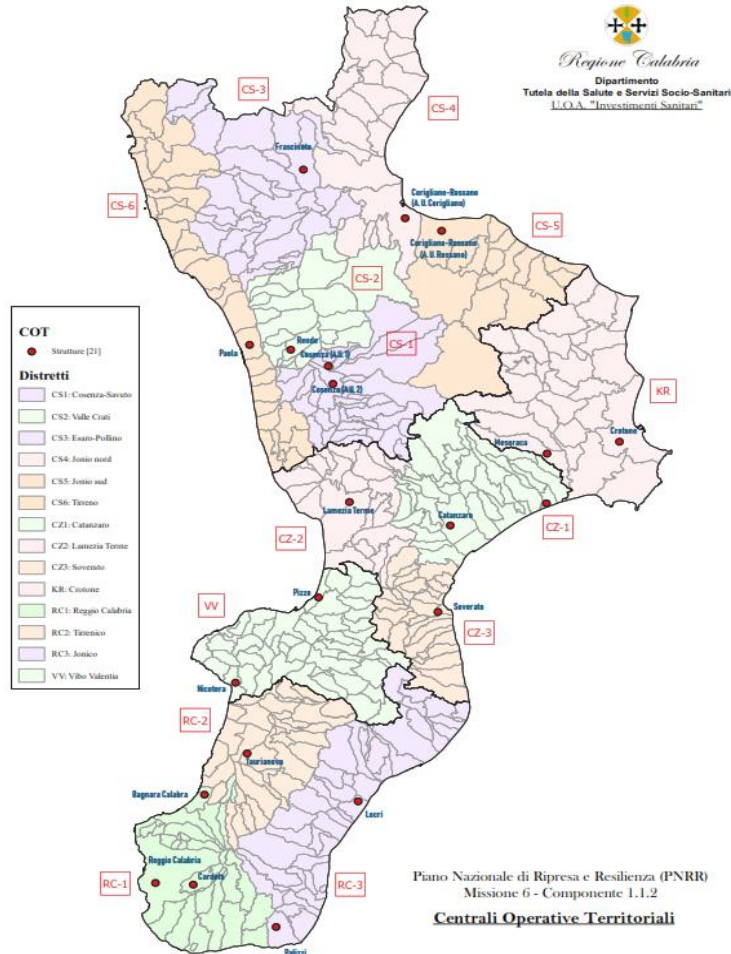 Regione Calabria
Dipartimento
Tutela della Salute e Servizi Socio-Sanitari
U.O.A. "Investimenti Sanitari"
CS-3
CS-4
Frascineto
CS-6
Corigliano-Rossano
(A. U. Corigliano)
CS-5
Corigliano-Rossano
(A. U. Rossano)
CS-2
COT
Strutture [21]
Distretti
CS1: Cosenza-Savuto
CS2: Valle Crati
CS3: Esaro-Pollino
CS4: Jonio nord
CS5: Jonio sud
CS6: Tirreno
CZ1: Catanzaro
CZ2: Lamezia Terme
CZ3: Soverato
KR: Crotone
RC1: Reggio Calabria
RC2: Tirrenico
RC3: Jonico
VV: Vibo Valentia
Paola
Rende
Cosenza (A.U. 1)
CS-1
Cosenza (A.U. 2)
KR
Mesoraca
Crotone
Lamezia Terme
Catanzaro
CZ-1
CZ-2
Pizzo
VV
Soverato
CZ-3
Nicotera
RC-2
Taurianova
Bagnara Calabra
Locri
Reggio Calabria
RC-1
Cardeto
RC-3
Palizzi
Piano Nazionale di Ripresa e Resilienza (PNRR)
Missione 6 - Componente 1.1.2
Centrali Operative Territoriali